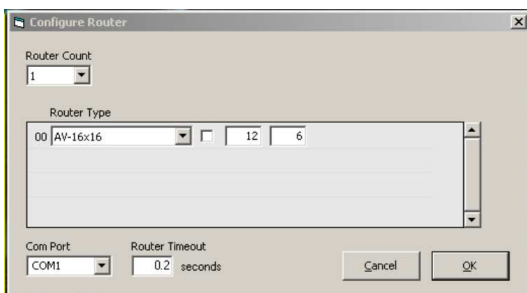 Configure Router
Router Count
1
Router Type
00 AV-16x16 12 6
Com Port Router Timeout
COM1 0.2 seconds Cancel OK